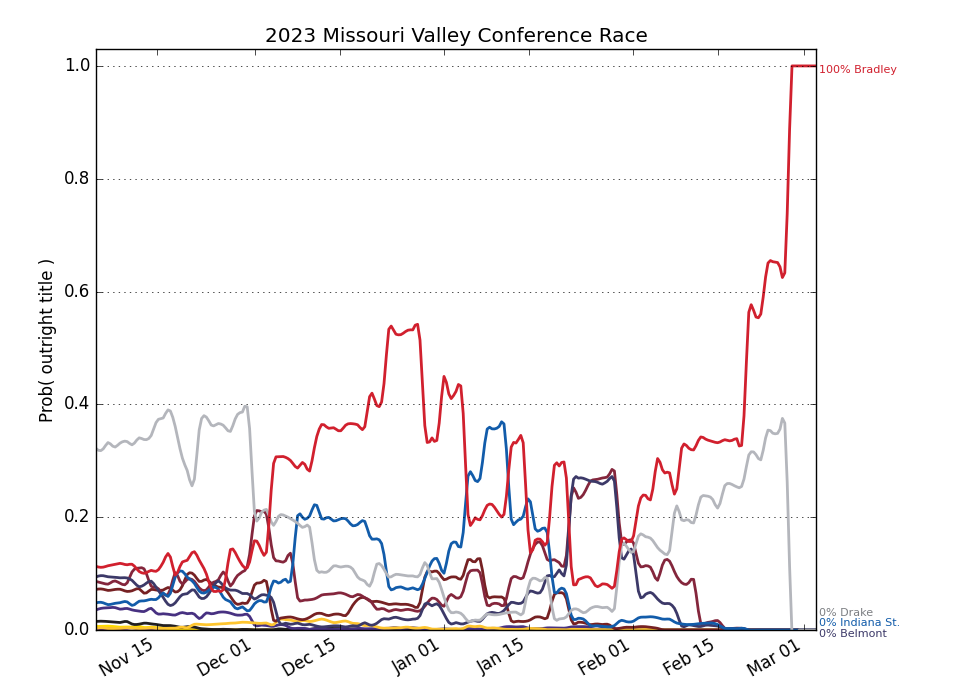 2023 Missouri Valley Conference Race
1.0
0.8
0.6
0.4
0.2
0.0
Prob( outright title )
100% Bradley
0% Drake
0% Indiana St.
0% Belmont
Nov 15
Dec 01
Dec 15
Jan 01
Jan 15
Feb 01
Feb 15
Mar 01